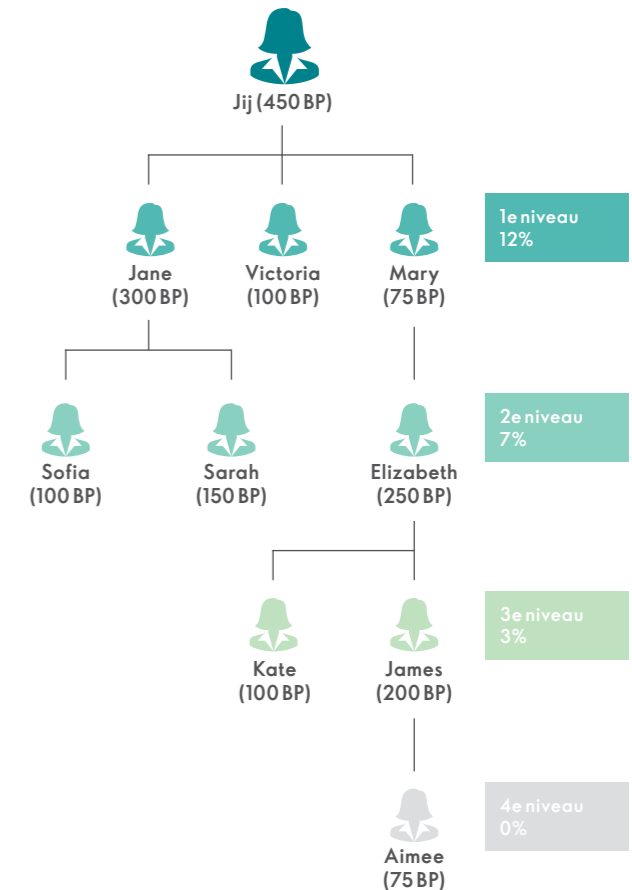 Jij (450 BP)
Jane
(300 BP)
Victoria
(100 BP)
Mary
(75 BP)
1e niveau
12%
Sofia
(100 BP)
Sarah
(150 BP)
Elizabeth
(250 BP)
2e niveau
7%
Kate
(100 BP)
James
(200 BP)
3e niveau
3%
Aimee
(75 BP)
4e niveau
0%